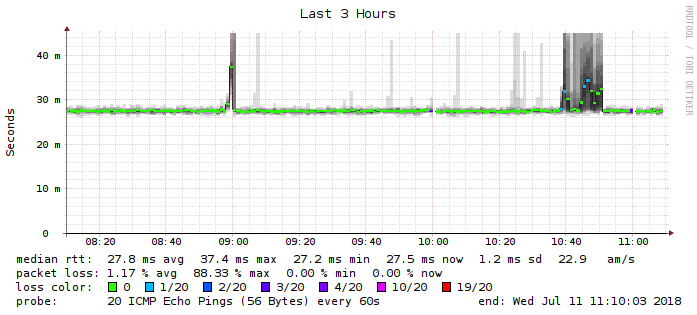 Last 3 Hours
RRDTOOL / TOBI OETIKER
Seconds
40 m
30 m
20 m
10 m
0
08:20 08:40 09:00 09:20 09:40 10:00 10:20 10:40 11:00
median rtt: 27.8 ms avg 37.4 ms max 27.2 ms min 27.5 ms now 1.2 ms sd 22.9 am/s
packet loss: 1.17 % avg 88.33 % max 0.00 % min 0.00 % now
loss color: 0 1/20 2/20 3/20 4/20 10/20 19/20
probe: 20 ICMP Echo Pings (56 Bytes) every 60s end: Wed Jul 11 11:10:03 2018